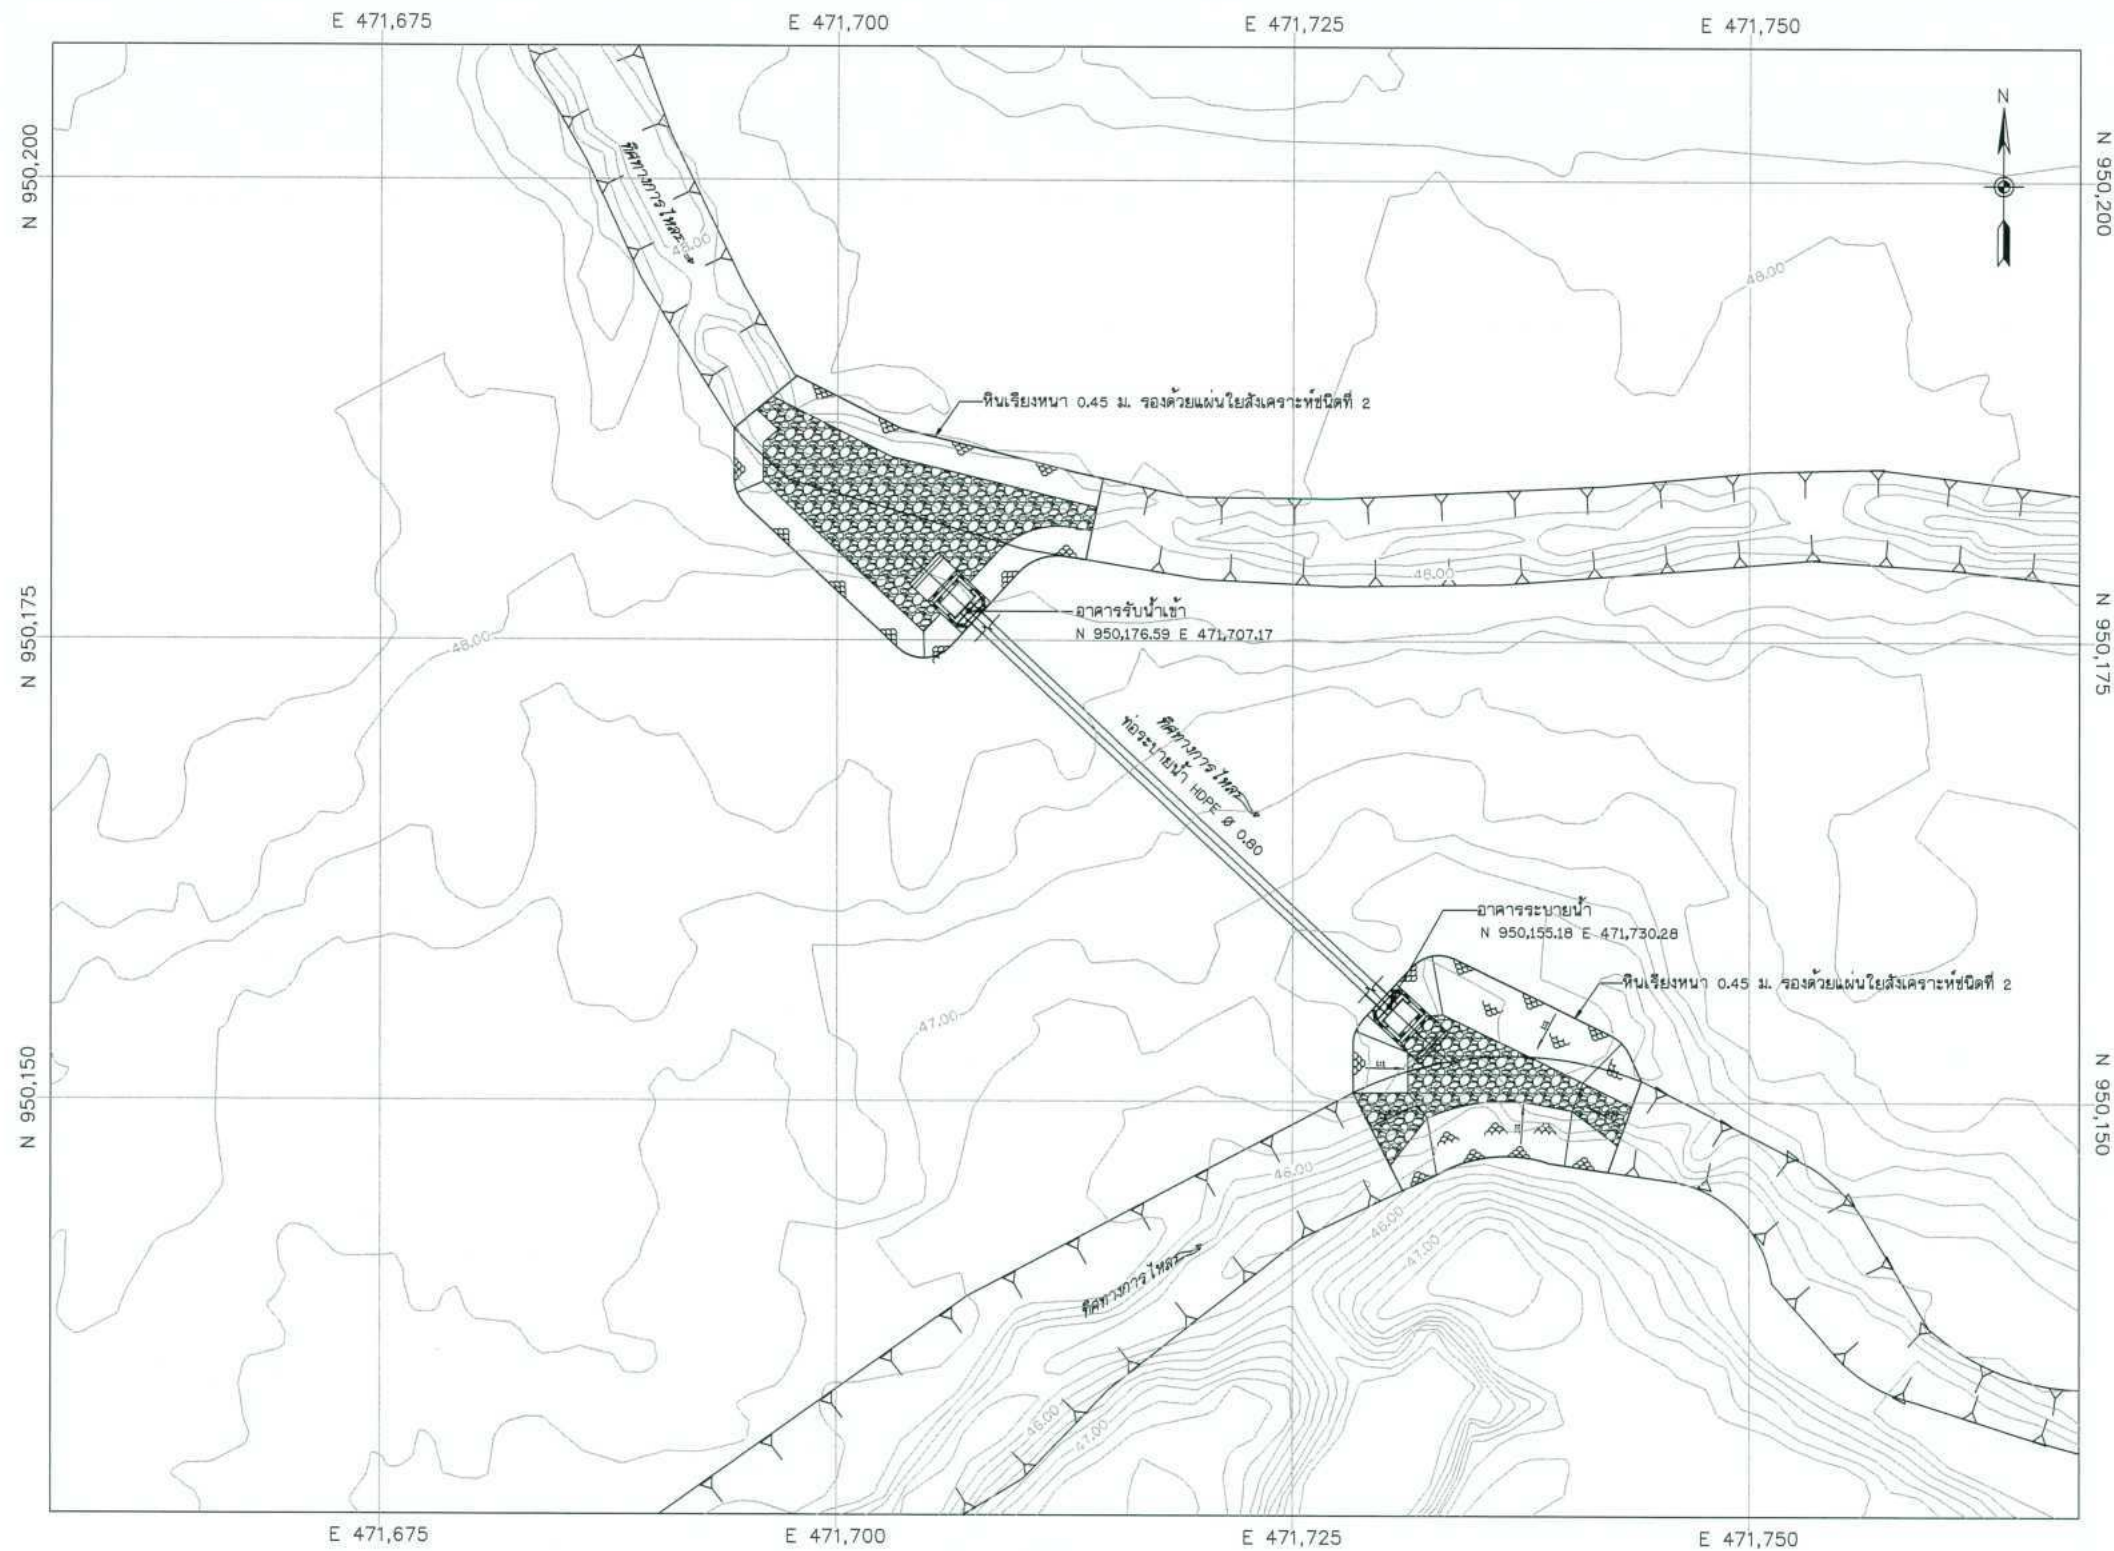 E 471,675
E 471,700
E 471,725
E 471,750
N 950,200
N 950,200
N
ทิศทางการไหล
48.00
48.00
หินเรียงหนา 0.45 ม. รองด้วยแผ่นใยสังเคราะห์ชนิดที่ 2
48.00
อาคารรับน้ำเข้า
N 950,176.59 E 471,707.17
N 950,175
N 950,175
48.00
ทิศทางการไหล
ท่อระบายน้ำ HDPE Ø 0.80
อาคารระบายน้ำ
N 950,155.18 E 471,730.28
หินเรียงหนา 0.45 ม. รองด้วยแผ่นใยสังเคราะห์ชนิดที่ 2
47.00
N 950,150
N 950,150
46.00
46.00
47.00
ทิศทางการไหล
46.00
47.00
E 471,675
E 471,700
E 471,725
E 471,750